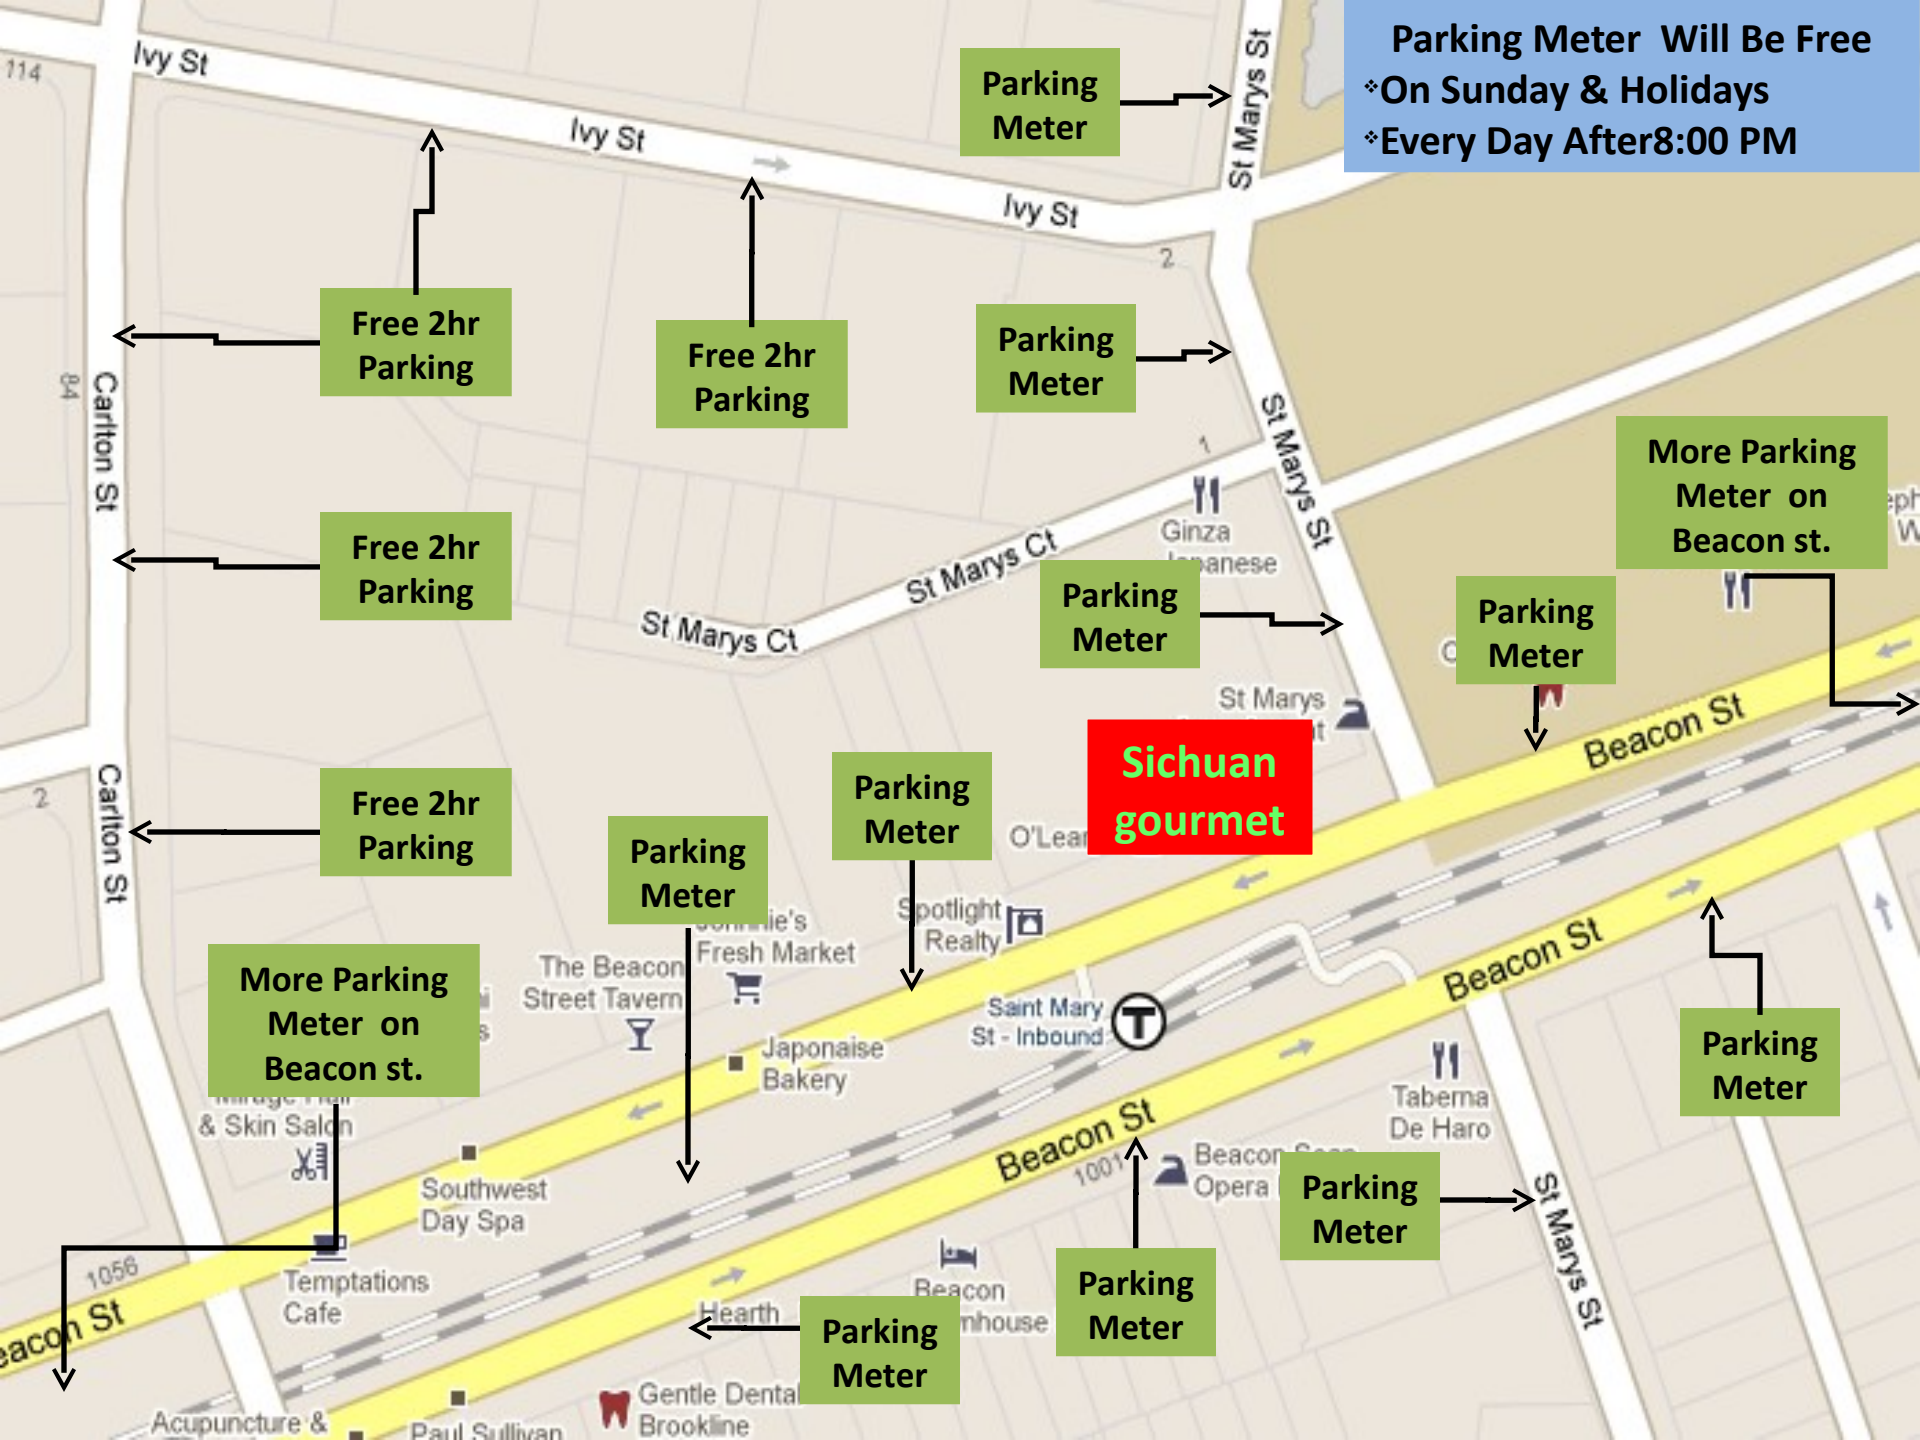 Parking Meter Will Be Free
❖On Sunday & Holidays
❖Every Day After8:00 PM
114
Ivy St
Ivy St
Ivy St
St Marys St
Parking
Meter
2
Free 2hr
Parking
Free 2hr
Parking
Parking
Meter
84
Carlton St
1
St Marys St
More Parking
Meter on
Beacon st.
Ginza
Free 2hr
Parking
St Marys Ct
St Marys Ct
Parking
Meter
Parking
Meter
St Marys
Beacon St
Sichuan
gourmet
2
Carlton St
Free 2hr
Parking
Parking
Meter
Parking
Meter
Fresh Market
Spotlight
Realty
The Beacon
Street Tavern
More Parking
Meter on
Beacon st.
Saint Mary
St - Inbound
T
Beacon St
Japonaise
Bakery
Parking
Meter
Taberna
De Haro
& Skin Salon
Beacon St
1001
Beacon
Opera
Parking
Meter
St Marys St
Southwest
Day Spa
1056
Temptations
Cafe
Hearth
Beacon
Parking
Meter
Parking
Meter
St
Gentle Dental
Brookline
Acupuncture &
Paul Sullivan